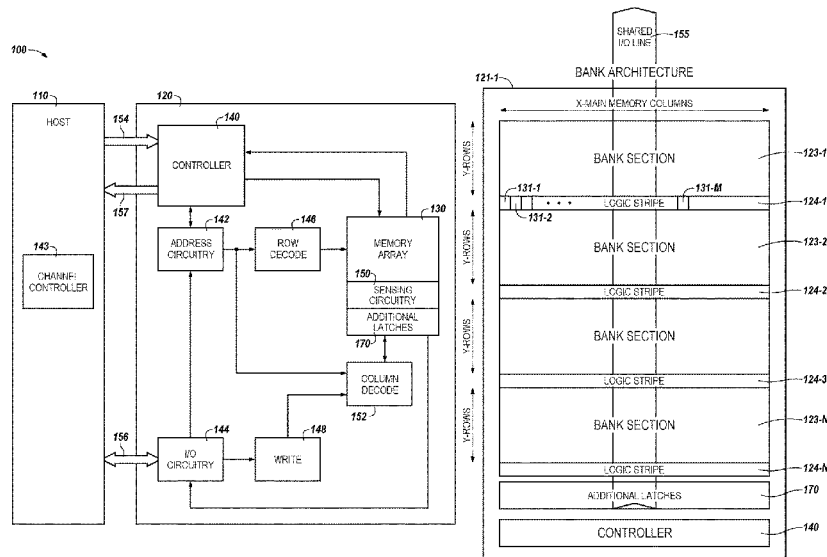 100
110
HOST
143
CHANNEL
CONTROLLER
154
157
156
120
140
CONTROLLER
142
ADDRESS
CIRCUITRY
146
ROW
DECODE
130
MEMORY
ARRAY
150
SENSING
CIRCUITRY
ADDITIONAL
LATCHES
170
COLUMN
DECODE
152
144
I/O
CIRCUITRY
148
WRITE
SHARED
I/O LINE
155
BANK ARCHITECTURE
121-1
X-MAIN MEMORY COLUMNS
Y-ROWS
BANK SECTION
123-1
131-1
131-2
LOGIC STRIPE
131-M
124-1
Y-ROWS
BANK SECTION
123-2
LOGIC STRIPE
124-2
Y-ROWS
BANK SECTION
LOGIC STRIPE
124-3
Y-ROWS
BANK SECTION
123-N
LOGIC STRIPE
124-N
ADDITIONAL LATCHES
170
CONTROLLER
140